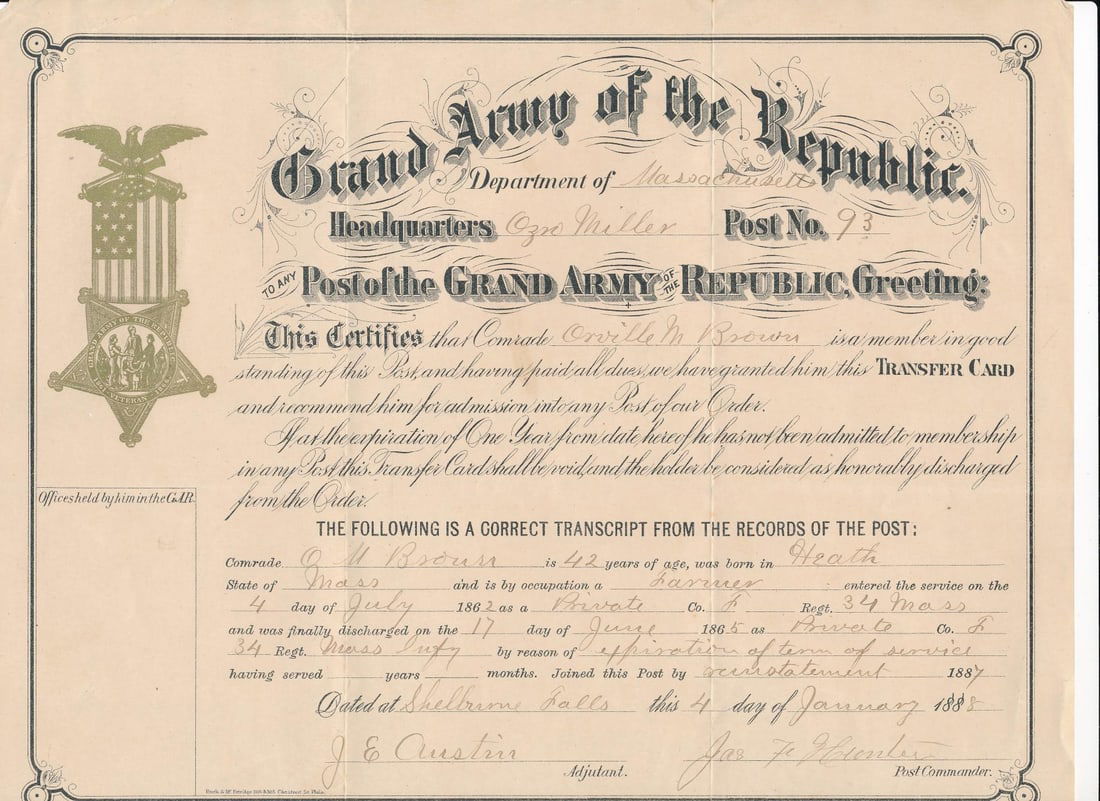 Grand Army of the Republic.
Department of Massachusetts
Headquarters Ozro Miller Post No. 93
TO ANY Post of the GRAND ARMY OF THE REPUBLIC, Greeting:
This Certifies that Comrade Orville M Brown is a member in good
standing of this Post, and having paid all dues, we have granted him this TRANSFER CARD
and recommend him for admission into any Post of our Order.
If at the expiration of One Year from date hereof he has not been admitted to membership
in any Post this Transfer Card shall be void, and the holder be considered as honorably discharged
from the Order.
GRAND ARMY OF THE REPUBLIC
VETERAN
Offices held by him in the G.A.R.
THE FOLLOWING IS A CORRECT TRANSCRIPT FROM THE RECORDS OF THE POST:
Comrade O M Brown is 42 years of age, was born in Heath
State of Mass and is by occupation a Farmer entered the service on the
4 day of July 1862 as a Private Co. F Regt. 34 Mass
and was finally discharged on the 17 day of June 1865 as Private Co. F
34 Regt. Mass Infy by reason of expiration of term of service
having served years months. Joined this Post by reinstatement 1887
Dated at Shelburne Falls this 4 day of January 1888
J E Austin Jas F Hunter
Adjutant. Post Commander.